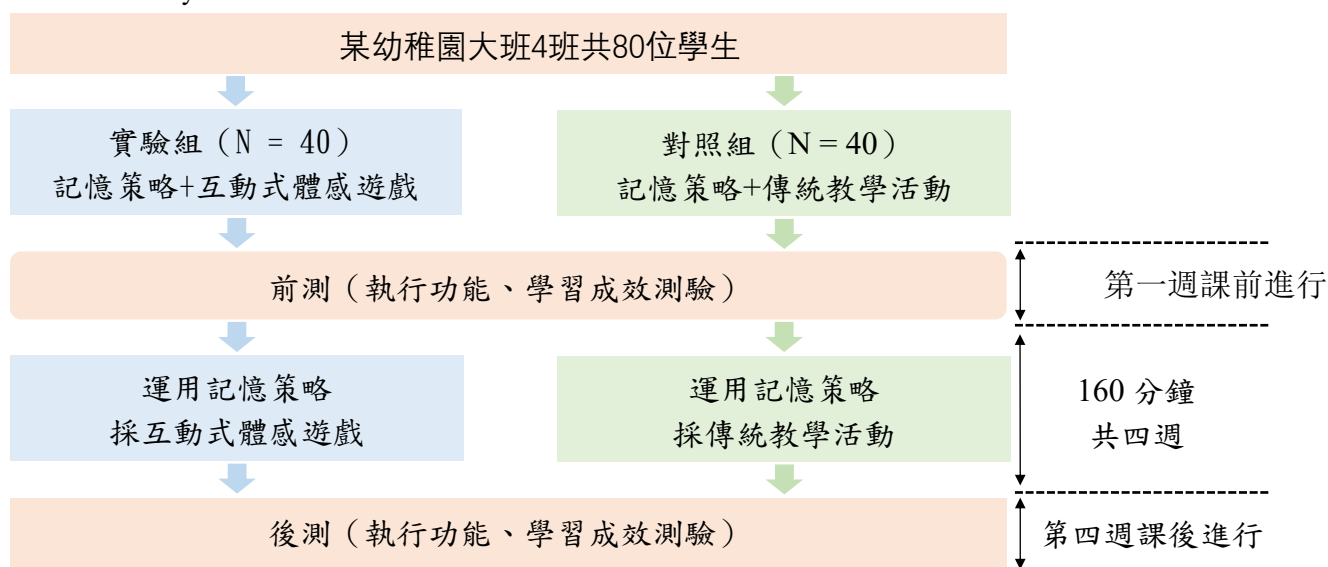 某幼稚園大班4班共80位學生
實驗組（N = 40）
記憶策略+互動式體感遊戲
對照組（N = 40）
記憶策略+傳統教學活動
前測（執行功能、學習成效測驗）
第一週課前進行
運用記憶策略
採互動式體感遊戲
運用記憶策略
採傳統教學活動
160 分鐘
共四週
後測（執行功能、學習成效測驗）
第四週課後進行